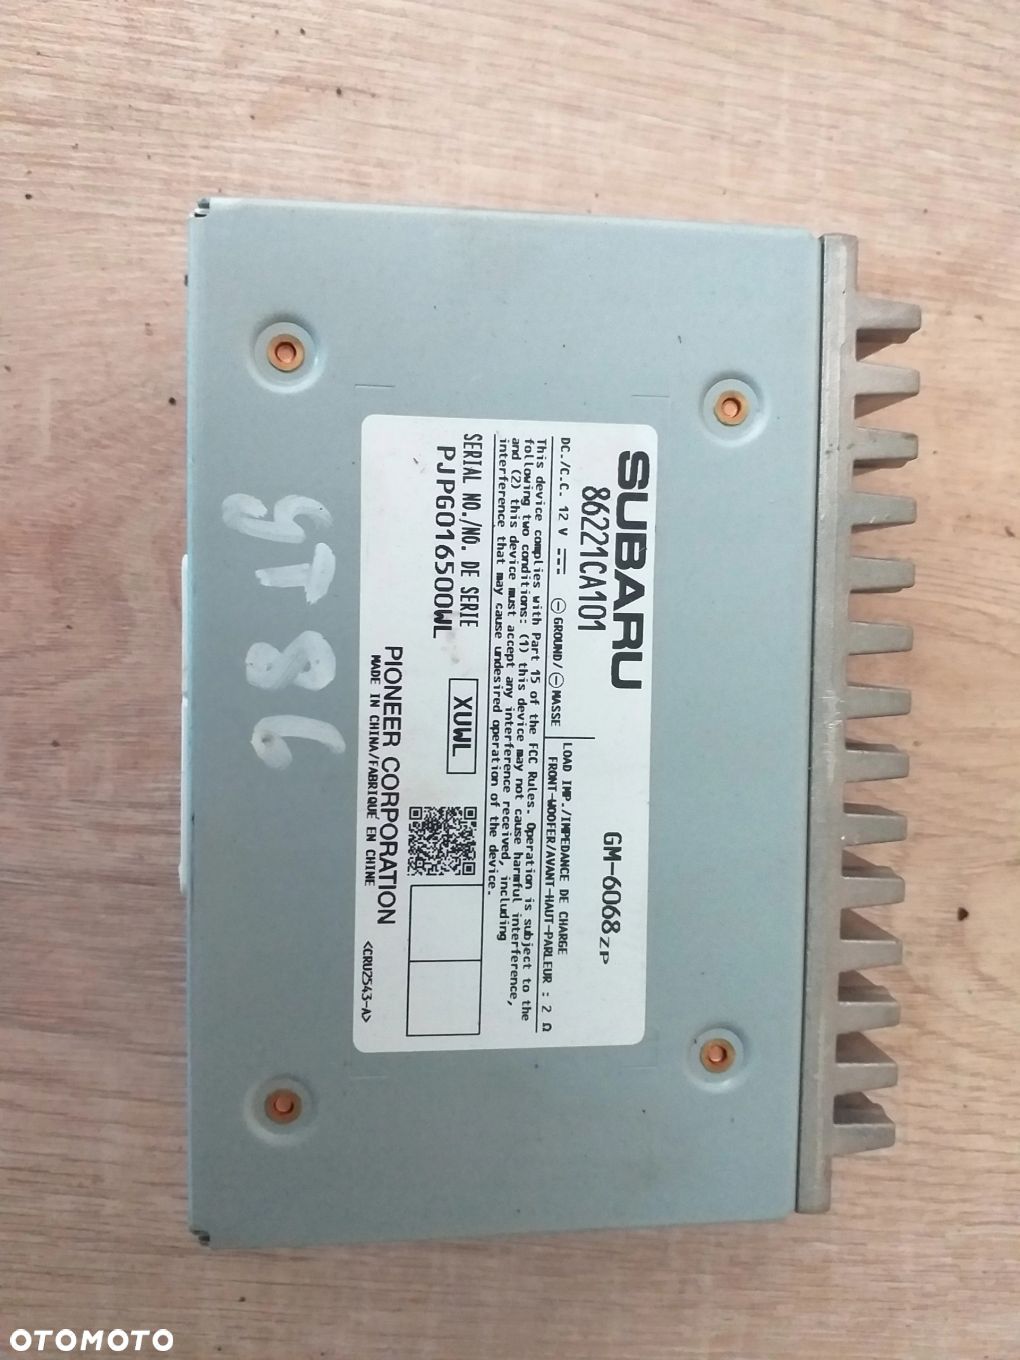 SUBARU
86221CA101
GM-6068ZP
DC./C.C. 12 V ⎓ ⊖ GROUND/⊖ MASSE
LOAD IMP./IMPEDANCE DE CHARGE
FRONT-WOOFER/AVANT-HAUT-PARLEUR : 2 Ω
This device complies with Part 15 of the FCC Rules. Operation is subject to the
following two conditions: (1) this device may not cause harmful interference,
and (2) this device must accept any interference received, including
interference that may cause undesired operation of the device.
SERIAL NO./NO. DE SERIE
PJPG016500WL
XUWL
PIONEER CORPORATION
MADE IN CHINA/FABRIQUE EN CHINE
<CRU2543-A>
GT86
OTOMOTO